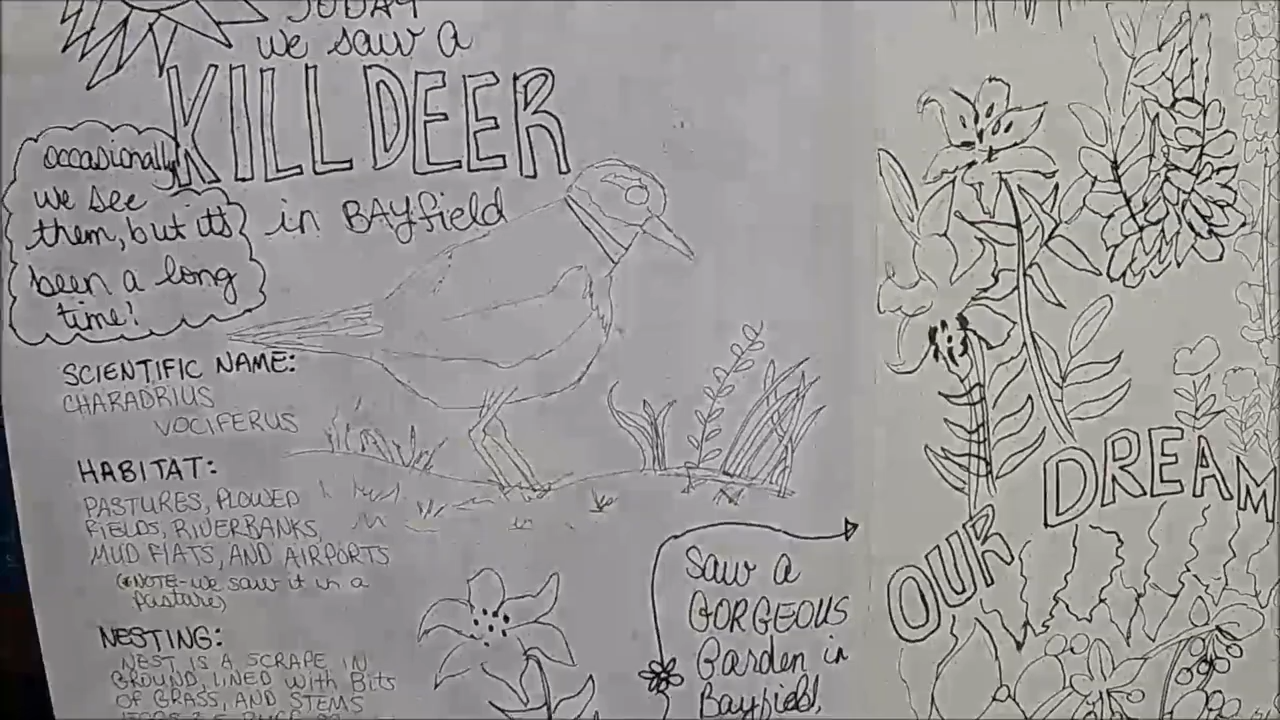 TODAY
we saw a
KILLDEER
in BAYfield
occasionally
we see
them, but it's
been a long
time!
SCIENTIFIC NAME:
CHARADRIUS
VOCIFERUS
HABITAT:
PASTURES, PLOWED
FIELDS, RIVERBANKS,
MUD FLATS, AND AIRPORTS
(*NOTE-we saw it in a
pasture)
NESTING:
NEST IS A SCRAPE IN
GROUND, LINED WITH BITS
OF GRASS, AND STEMS
Saw a
GORGEOUS
Garden in
Bayfield,
OUR
DREAM